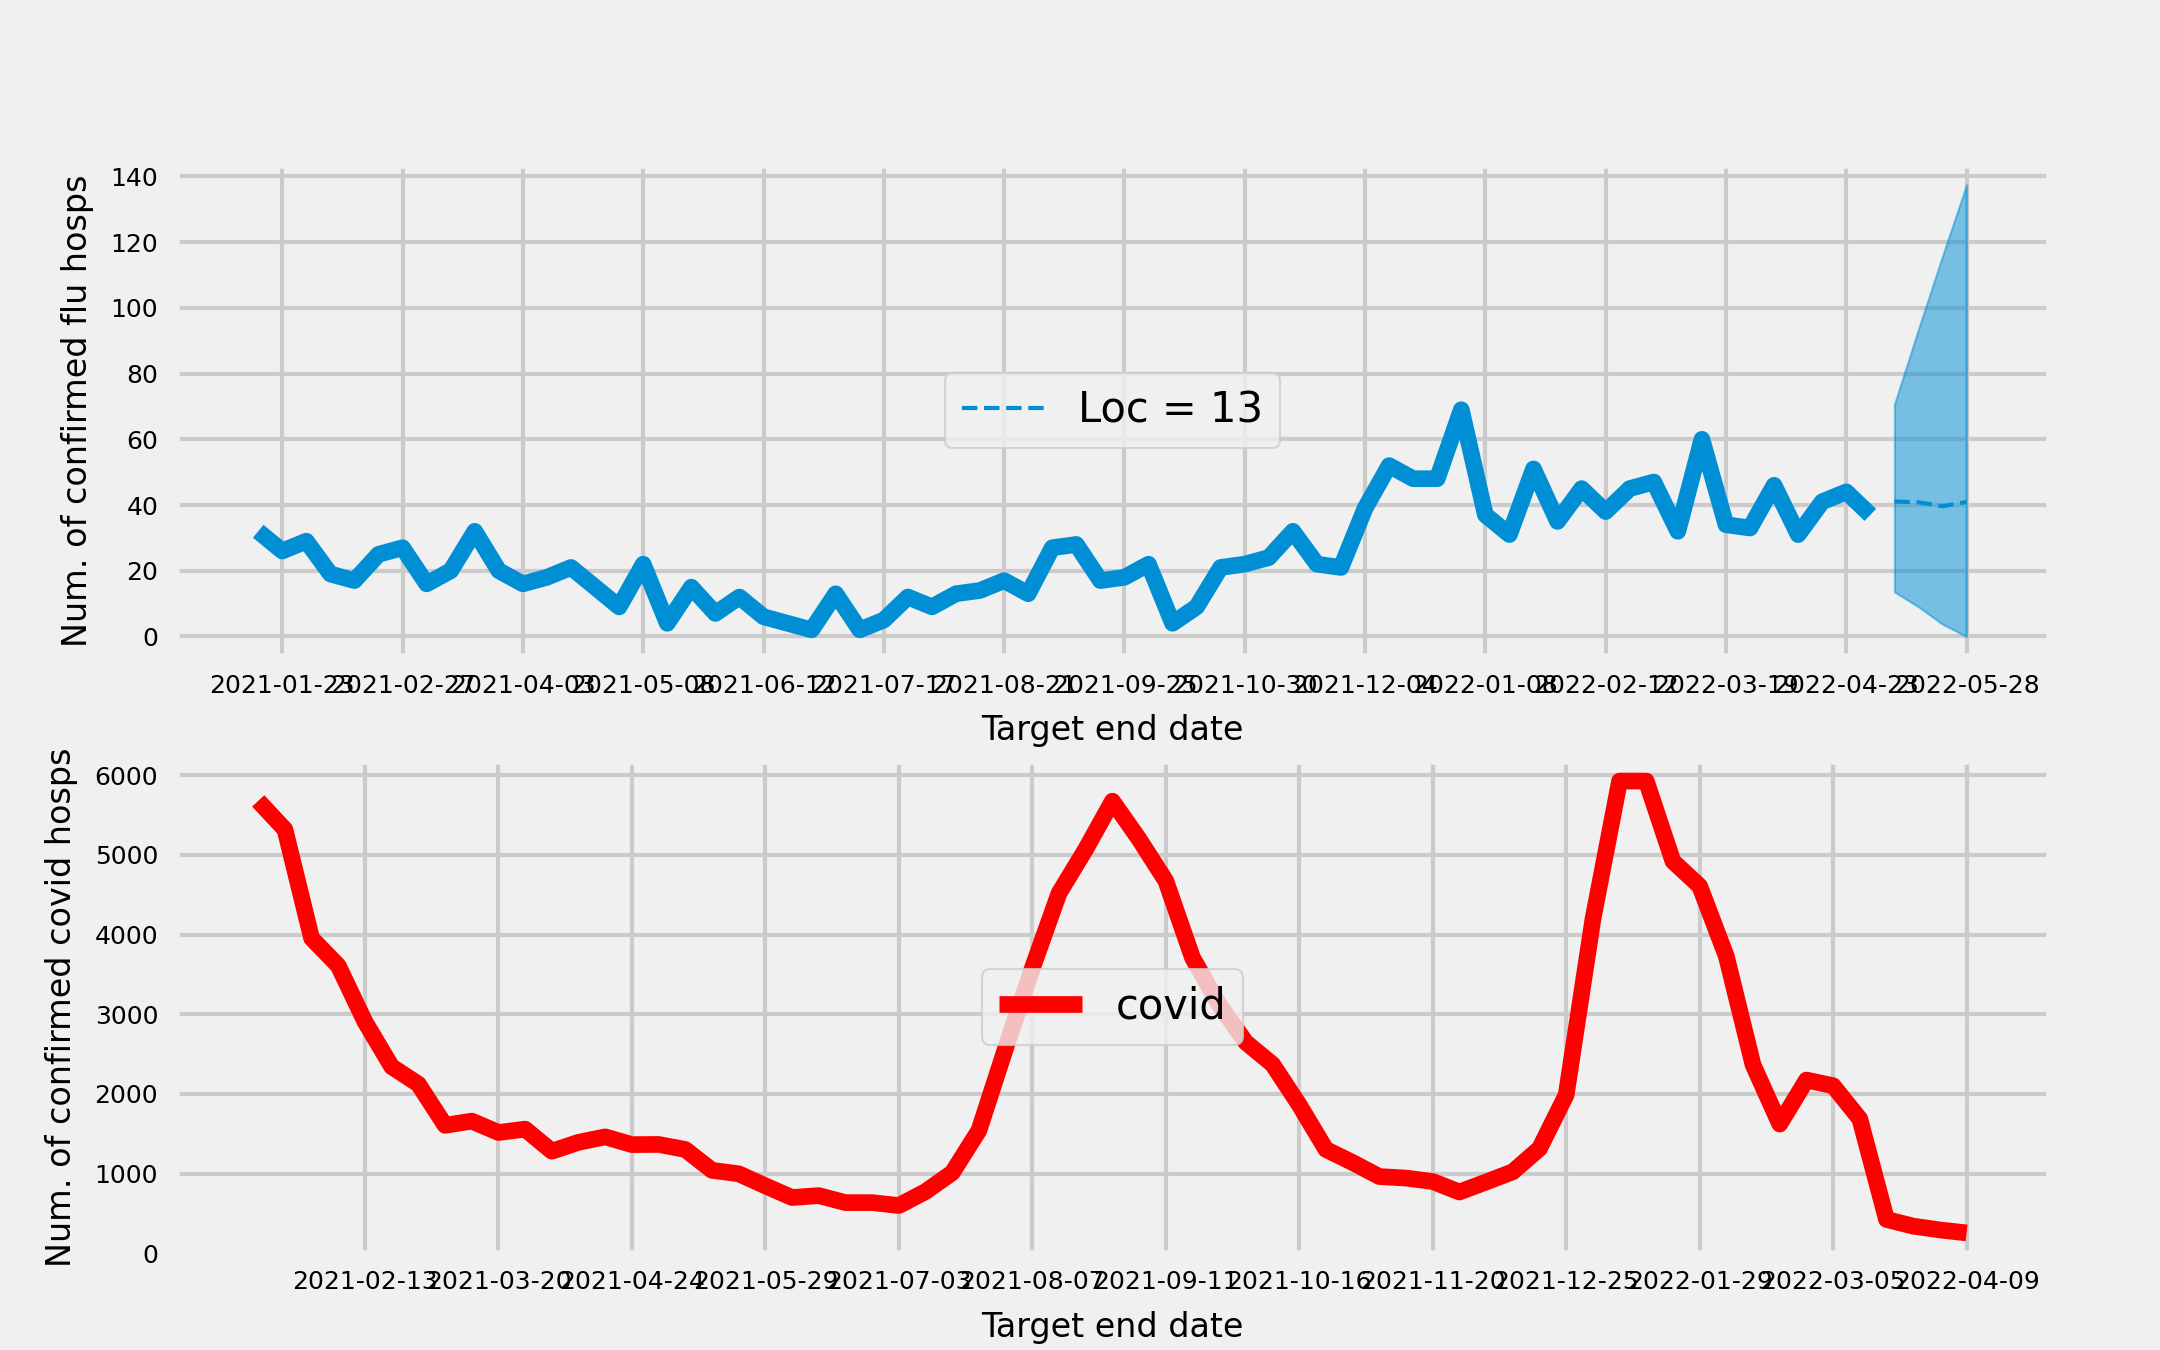 Num. of confirmed flu hosps
140
120
100
80
60
40
20
0
Loc = 13
2021-01-23 2021-02-27 2021-04-03 2021-05-08 2021-06-12 2021-07-17 2021-08-21 2021-09-25 2021-10-30 2021-12-04 2022-01-08 2022-02-12 2022-03-19 2022-04-23 2022-05-28
Target end date
Num. of confirmed covid hosps
6000
5000
4000
3000
2000
1000
0
covid
2021-02-13 2021-03-20 2021-04-24 2021-05-29 2021-07-03 2021-08-07 2021-09-11 2021-10-16 2021-11-20 2021-12-25 2022-01-29 2022-03-05 2022-04-09
Target end date